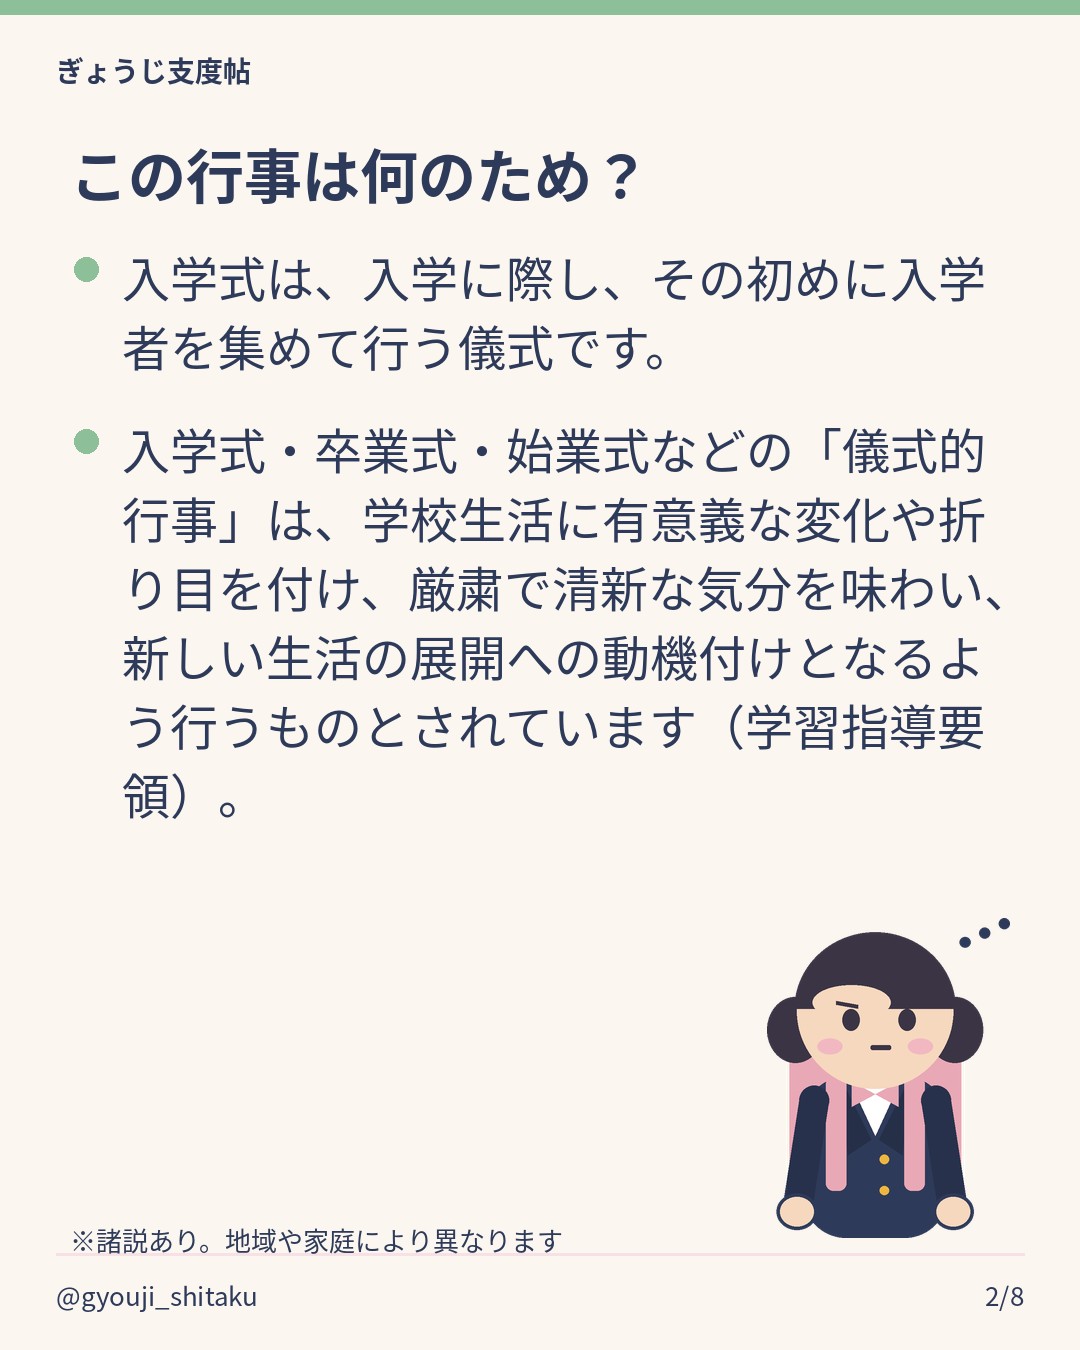 ぎょうじ支度帖
この行事は何のため？
入学式は、入学に際し、その初めに入学
者を集めて行う儀式です。
入学式・卒業式・始業式などの「儀式的
行事」は、学校生活に有意義な変化や折
り目を付け、厳粛で清新な気分を味わい、
新しい生活の展開への動機付けとなるよ
う行うものとされています（学習指導要
領）。
※諸説あり。地域や家庭により異なります
@gyouji_shitaku
2/8